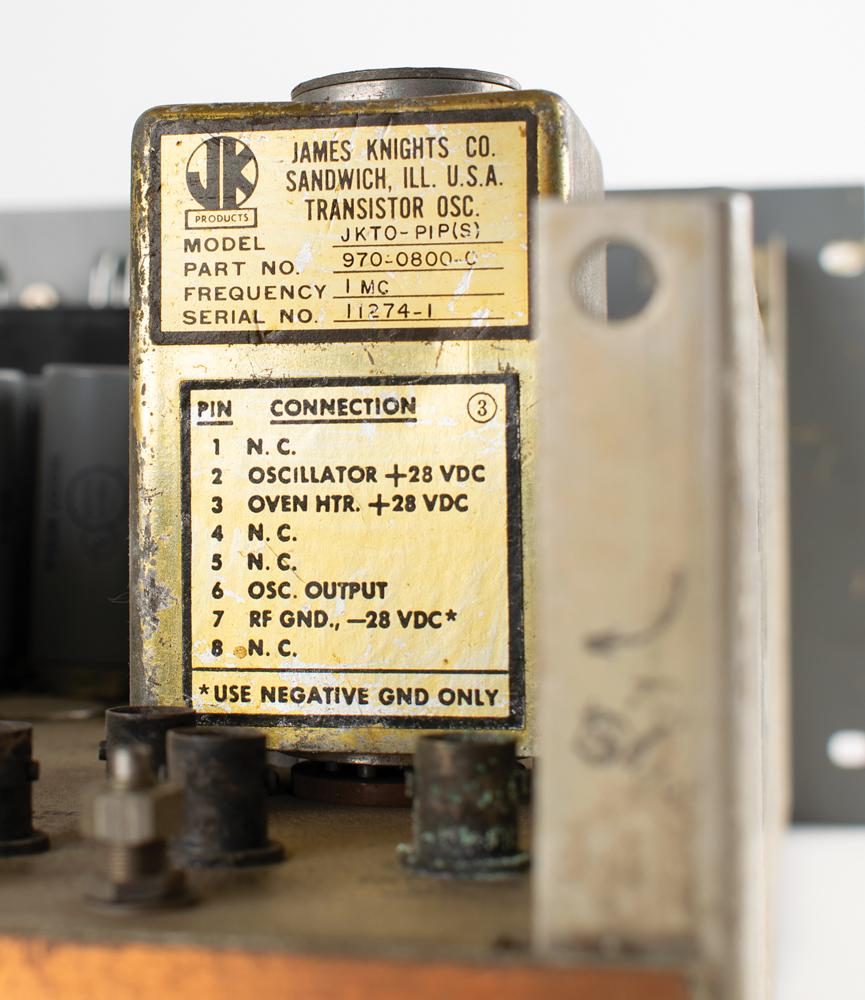 JK
PRODUCTS
JAMES KNIGHTS CO.
SANDWICH, ILL. U.S.A.
TRANSISTOR OSC.
MODEL JKTO-P1P(S)
PART NO. 970-0800-0
FREQUENCY 1 MC
SERIAL NO. 11274-1
PIN CONNECTION 3
1 N. C.
2 OSCILLATOR +28 VDC
3 OVEN HTR. +28 VDC
4 N. C.
5 N. C.
6 OSC. OUTPUT
7 RF GND., —28 VDC*
8 N. C.
*USE NEGATIVE GND ONLY